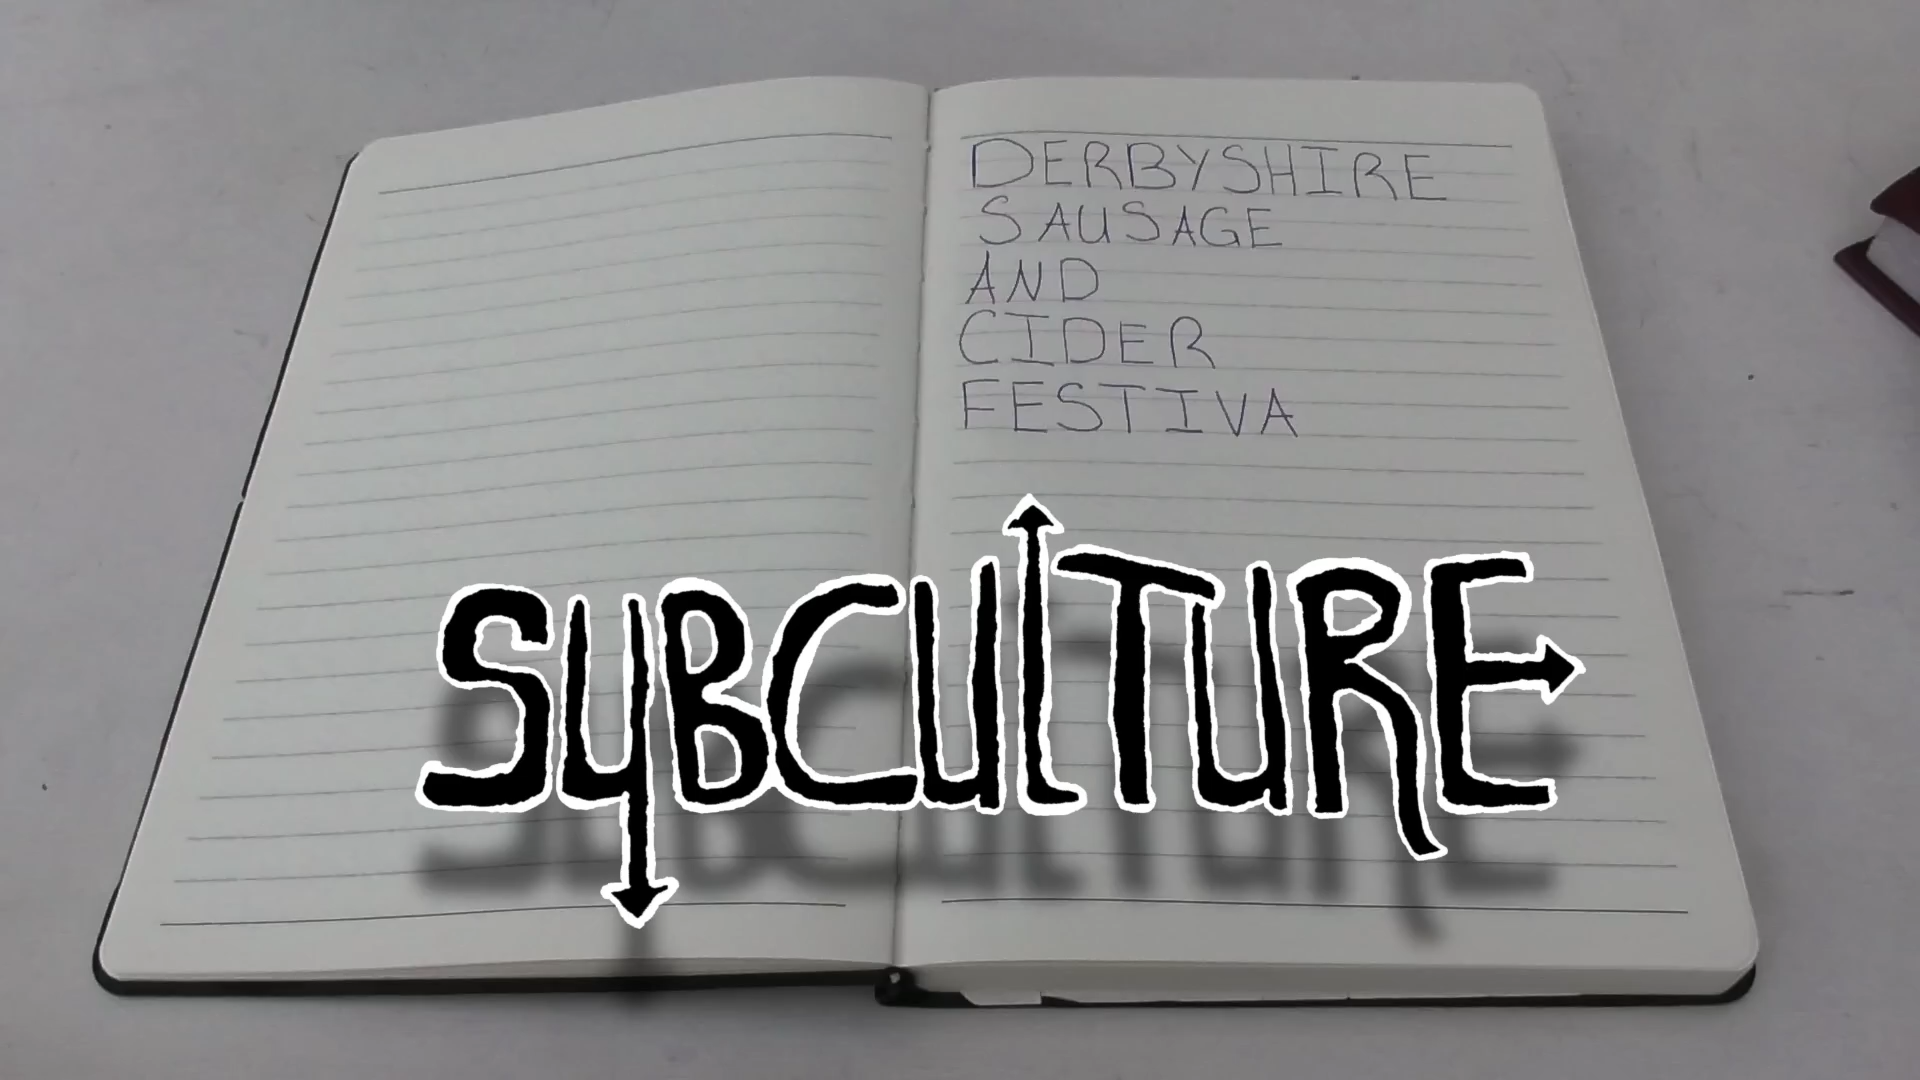 DERBYSHIRE
SAUSAGE
AND
CIDER
FESTIVA
SUBCULTURE